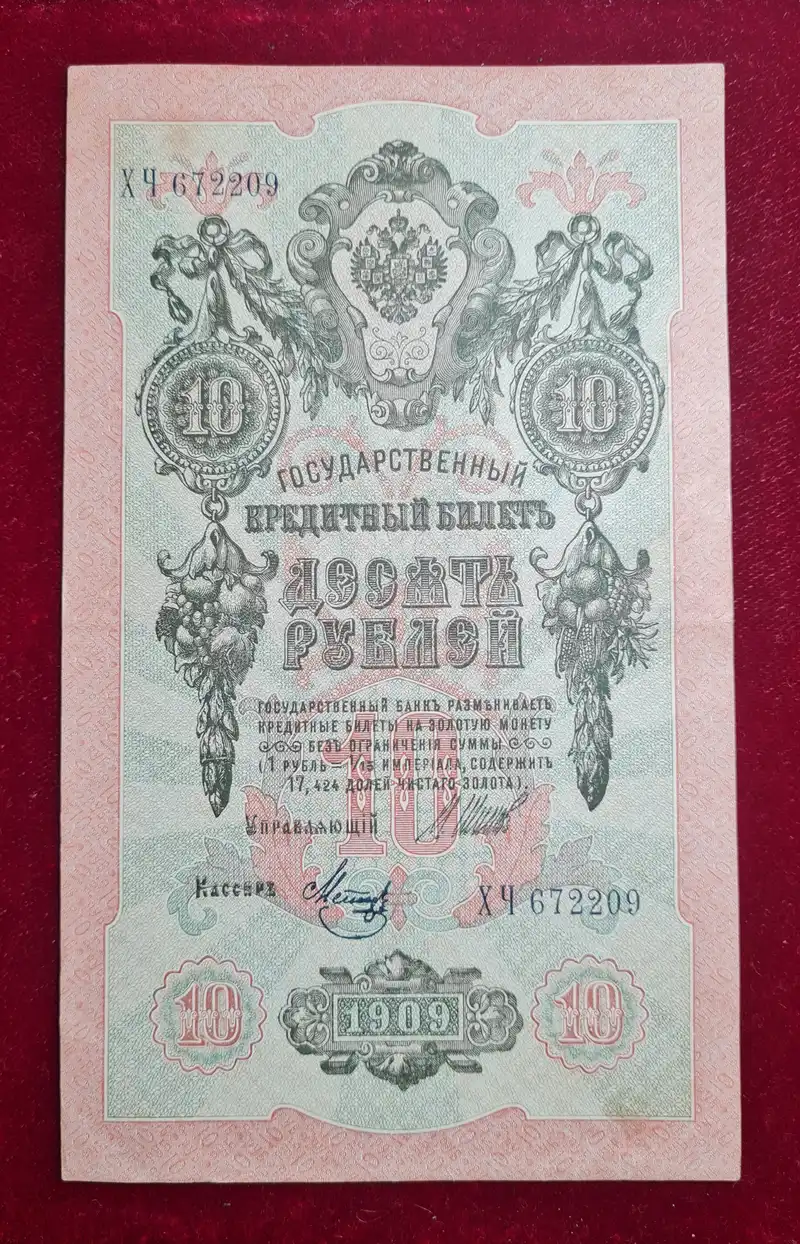 ХЧ 672209
10 10
ГОСУДАРСТВЕННЫЙ
КРЕДИТНЫЙ БИЛЕТЪ
ДЕСЯТЬ
РУБЛЕЙ
ГОСУДАРСТВЕННЫЙ БАНКЪ РАЗМѢНИВАЕТЪ
КРЕДИТНЫЕ БИЛЕТЫ НА ЗОЛОТУЮ МОНЕТУ
БЕЗЪ ОГРАНИЧЕНІЯ СУММЫ
(1 РУБЛЬ = 1/15 ИМПЕРІАЛА, СОДЕРЖИТЪ
17,424 ДОЛЕЙ ЧИСТАГО ЗОЛОТА).
10
УПРАВЛЯЮЩІЙ
Кассиръ
ХЧ 672209
10 1909 10